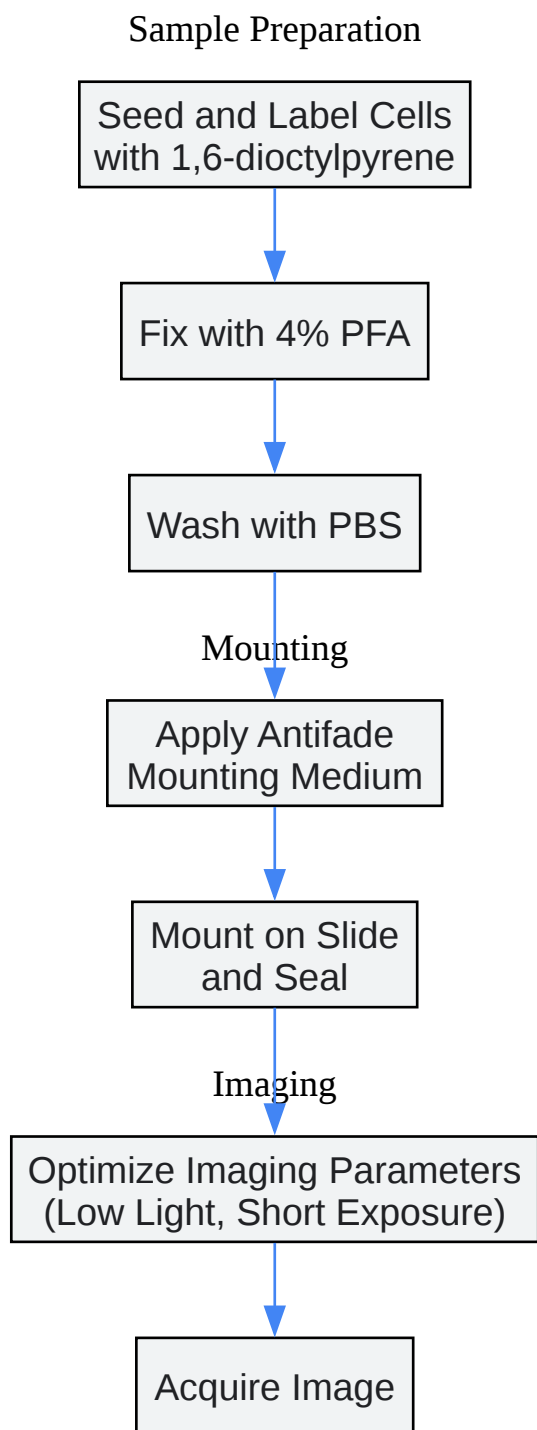 Sample Preparation
Seed and Label Cells
with 1,6-dioctylpyrene
Fix with 4% PFA
Wash with PBS
Mounting
Apply Antifade
Mounting Medium
Mount on Slide
and Seal
Imaging
Optimize Imaging Parameters
(Low Light, Short Exposure)
Acquire Image